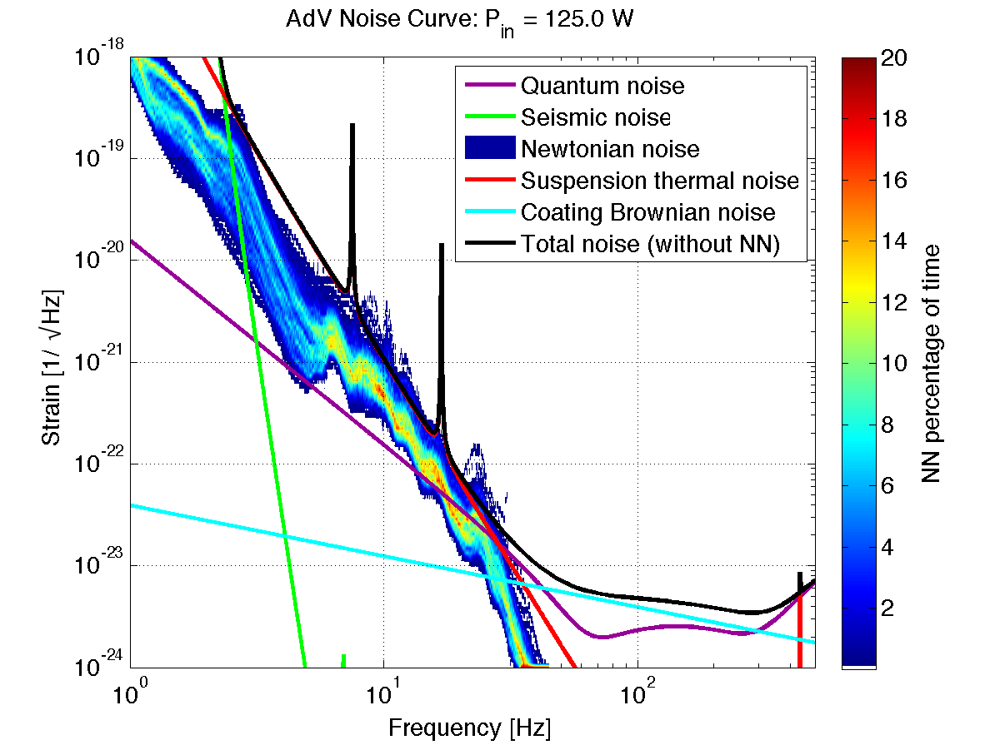 AdV Noise Curve: P_in = 125.0 W
Quantum noise
Seismic noise
Newtonian noise
Suspension thermal noise
Coating Brownian noise
Total noise (without NN)
Strain [1/ √Hz]
10^-18
10^-19
10^-20
10^-21
10^-22
10^-23
10^-24
10^0
10^1
10^2
Frequency [Hz]
20
18
16
14
12
10
8
6
4
2
NN percentage of time